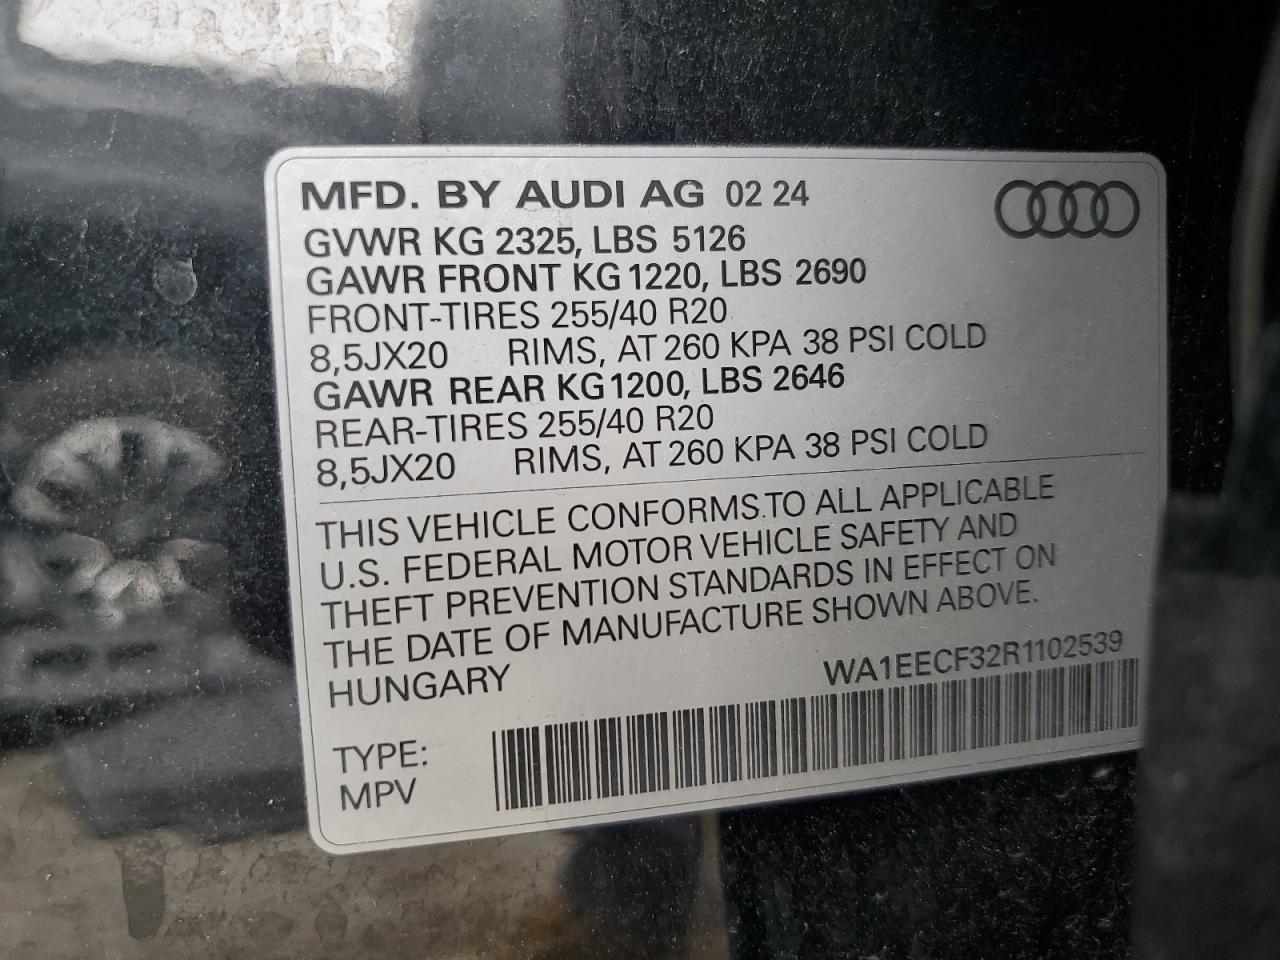 MFD. BY AUDI AG 02 24
GVWR KG 2325, LBS 5126
GAWR FRONT KG 1220, LBS 2690
FRONT-TIRES 255/40 R20
8,5JX20 RIMS, AT 260 KPA 38 PSI COLD
GAWR REAR KG 1200, LBS 2646
REAR-TIRES 255/40 R20
8,5JX20 RIMS, AT 260 KPA 38 PSI COLD
THIS VEHICLE CONFORMS TO ALL APPLICABLE
U.S. FEDERAL MOTOR VEHICLE SAFETY AND
THEFT PREVENTION STANDARDS IN EFFECT ON
THE DATE OF MANUFACTURE SHOWN ABOVE.
HUNGARY WA1EECF32R1102539
TYPE:
MPV